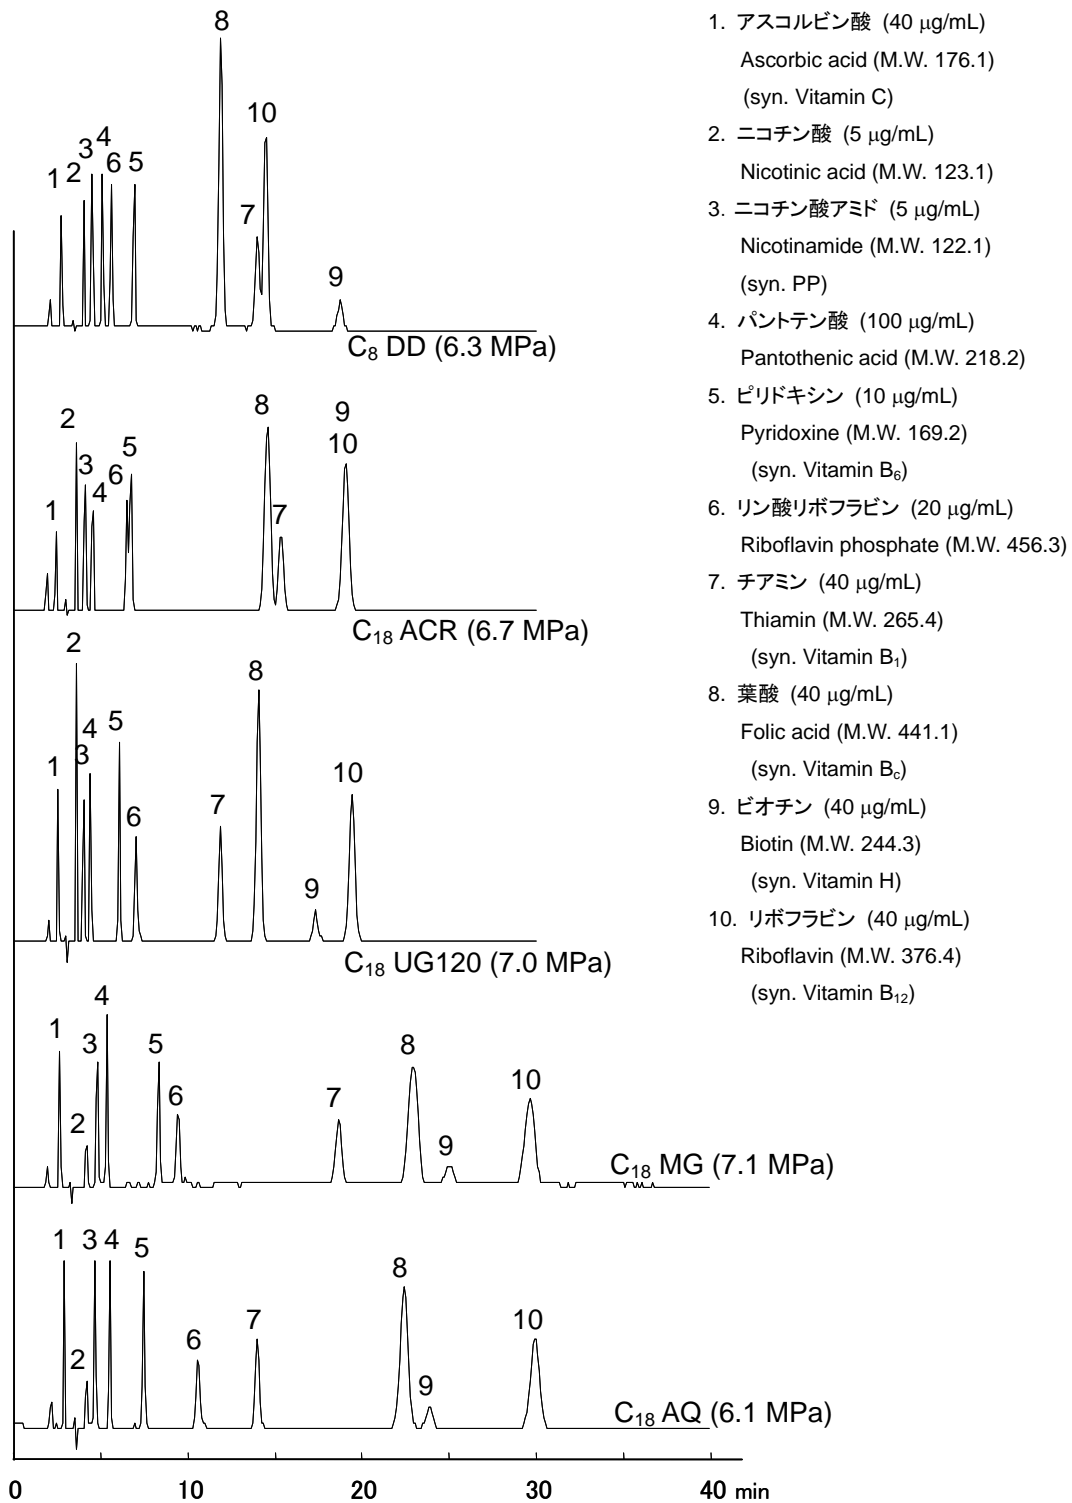 8
10
4
3
2
1
6 5
7
9
C8 DD (6.3 MPa)
2
8
9
5
10
3
6
4
1
7
C18 ACR (6.7 MPa)
2
8
4
5
3
1
10
7
6
9
C18 UG120 (7.0 MPa)
4
1
3
5
8
10
6
7
2
9
C18 MG (7.1 MPa)
1 3 4 5
8
10
6
7
2
9
C18 AQ (6.1 MPa)
0 10 20 30 40 min
1. アスコルビン酸 (40 μg/mL)
Ascorbic acid (M.W. 176.1)
(syn. Vitamin C)
2. ニコチン酸 (5 μg/mL)
Nicotinic acid (M.W. 123.1)
3. ニコチン酸アミド (5 μg/mL)
Nicotinamide (M.W. 122.1)
(syn. PP)
4. パントテン酸 (100 μg/mL)
Pantothenic acid (M.W. 218.2)
5. ピリドキシン (10 μg/mL)
Pyridoxine (M.W. 169.2)
(syn. Vitamin B6)
6. リン酸リボフラビン (20 μg/mL)
Riboflavin phosphate (M.W. 456.3)
7. チアミン (40 μg/mL)
Thiamin (M.W. 265.4)
(syn. Vitamin B1)
8. 葉酸 (40 μg/mL)
Folic acid (M.W. 441.1)
(syn. Vitamin Bc)
9. ビオチン (40 μg/mL)
Biotin (M.W. 244.3)
(syn. Vitamin H)
10. リボフラビン (40 μg/mL)
Riboflavin (M.W. 376.4)
(syn. Vitamin B12)